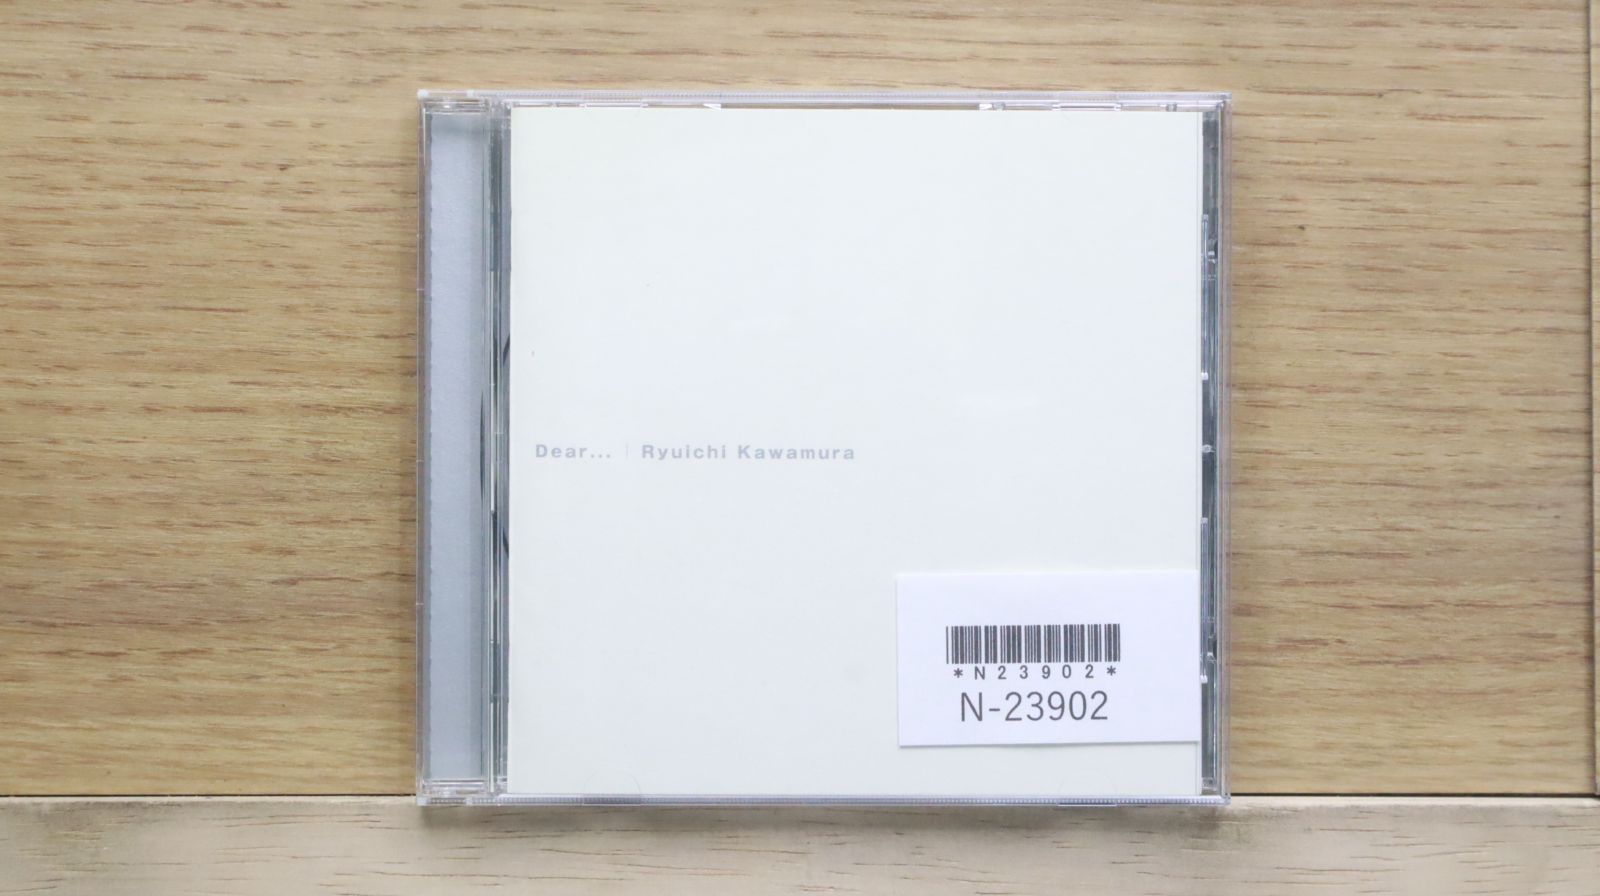 Dear... | Ryuichi Kawamura
*N23902*
N-23902